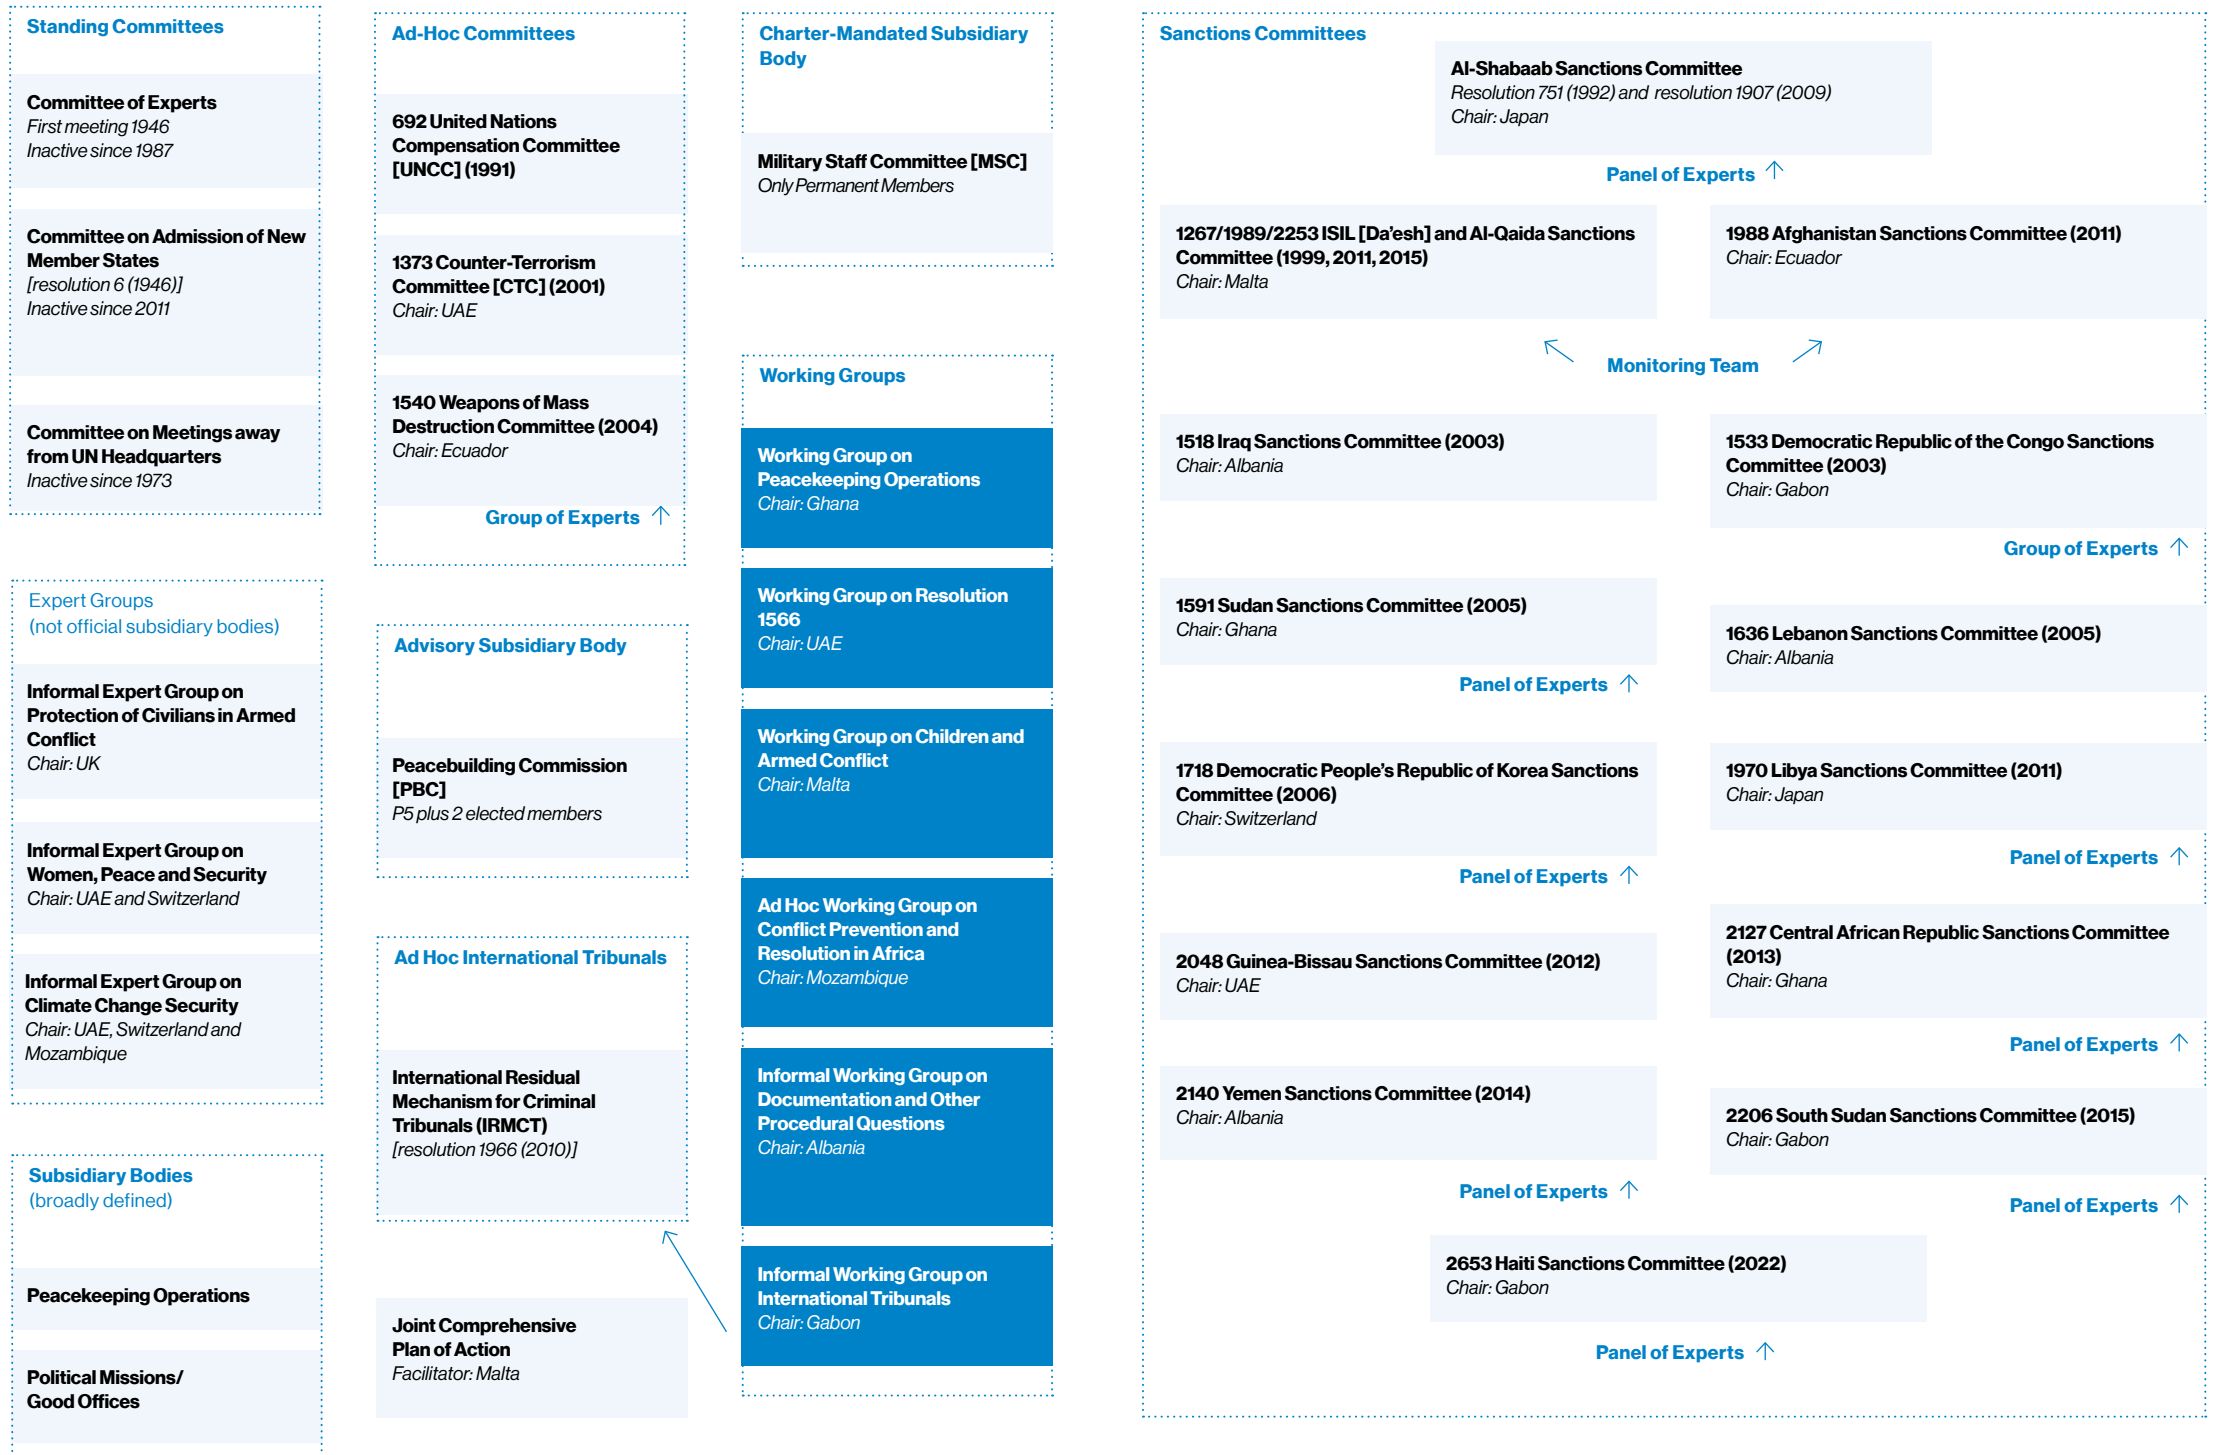 Standing Committees
Committee of Experts
First meeting 1946
Inactive since 1987
Committee on Admission of New
Member States
[resolution 6 (1946)]
Inactive since 2011
Committee on Meetings away
from UN Headquarters
Inactive since 1973
Expert Groups
(not official subsidiary bodies)
Informal Expert Group on
Protection of Civilians in Armed
Conflict
Chair: UK
Informal Expert Group on
Women, Peace and Security
Chair: UAE and Switzerland
Informal Expert Group on
Climate Change Security
Chair: UAE, Switzerland and
Mozambique
Subsidiary Bodies
(broadly defined)
Peacekeeping Operations
Political Missions/
Good Offices
Ad-Hoc Committees
692 United Nations
Compensation Committee
[UNCC] (1991)
1373 Counter-Terrorism
Committee [CTC] (2001)
Chair: UAE
1540 Weapons of Mass
Destruction Committee (2004)
Chair: Ecuador
Group of Experts ↑
Advisory Subsidiary Body
Peacebuilding Commission
[PBC]
P5 plus 2 elected members
Ad Hoc International Tribunals
International Residual
Mechanism for Criminal
Tribunals (IRMCT)
[resolution 1966 (2010)]
Joint Comprehensive
Plan of Action
Facilitator: Malta
Charter-Mandated Subsidiary
Body
Military Staff Committee [MSC]
Only Permanent Members
Working Groups
Working Group on
Peacekeeping Operations
Chair: Ghana
Working Group on Resolution
1566
Chair: UAE
Working Group on Children and
Armed Conflict
Chair: Malta
Ad Hoc Working Group on
Conflict Prevention and
Resolution in Africa
Chair: Mozambique
Informal Working Group on
Documentation and Other
Procedural Questions
Chair: Albania
Informal Working Group on
International Tribunals
Chair: Gabon
Sanctions Committees
Al-Shabaab Sanctions Committee
Resolution 751 (1992) and resolution 1907 (2009)
Chair: Japan
Panel of Experts ↑
1267/1989/2253 ISIL [Da’esh] and Al-Qaida Sanctions
Committee (1999, 2011, 2015)
Chair: Malta
1988 Afghanistan Sanctions Committee (2011)
Chair: Ecuador
Monitoring Team
1518 Iraq Sanctions Committee (2003)
Chair: Albania
1533 Democratic Republic of the Congo Sanctions
Committee (2003)
Chair: Gabon
Group of Experts ↑
1591 Sudan Sanctions Committee (2005)
Chair: Ghana
Panel of Experts ↑
1636 Lebanon Sanctions Committee (2005)
Chair: Albania
1718 Democratic People’s Republic of Korea Sanctions
Committee (2006)
Chair: Switzerland
Panel of Experts ↑
1970 Libya Sanctions Committee (2011)
Chair: Japan
Panel of Experts ↑
2048 Guinea-Bissau Sanctions Committee (2012)
Chair: UAE
2127 Central African Republic Sanctions Committee
(2013)
Chair: Ghana
Panel of Experts ↑
2140 Yemen Sanctions Committee (2014)
Chair: Albania
Panel of Experts ↑
2206 South Sudan Sanctions Committee (2015)
Chair: Gabon
Panel of Experts ↑
2653 Haiti Sanctions Committee (2022)
Chair: Gabon
Panel of Experts ↑